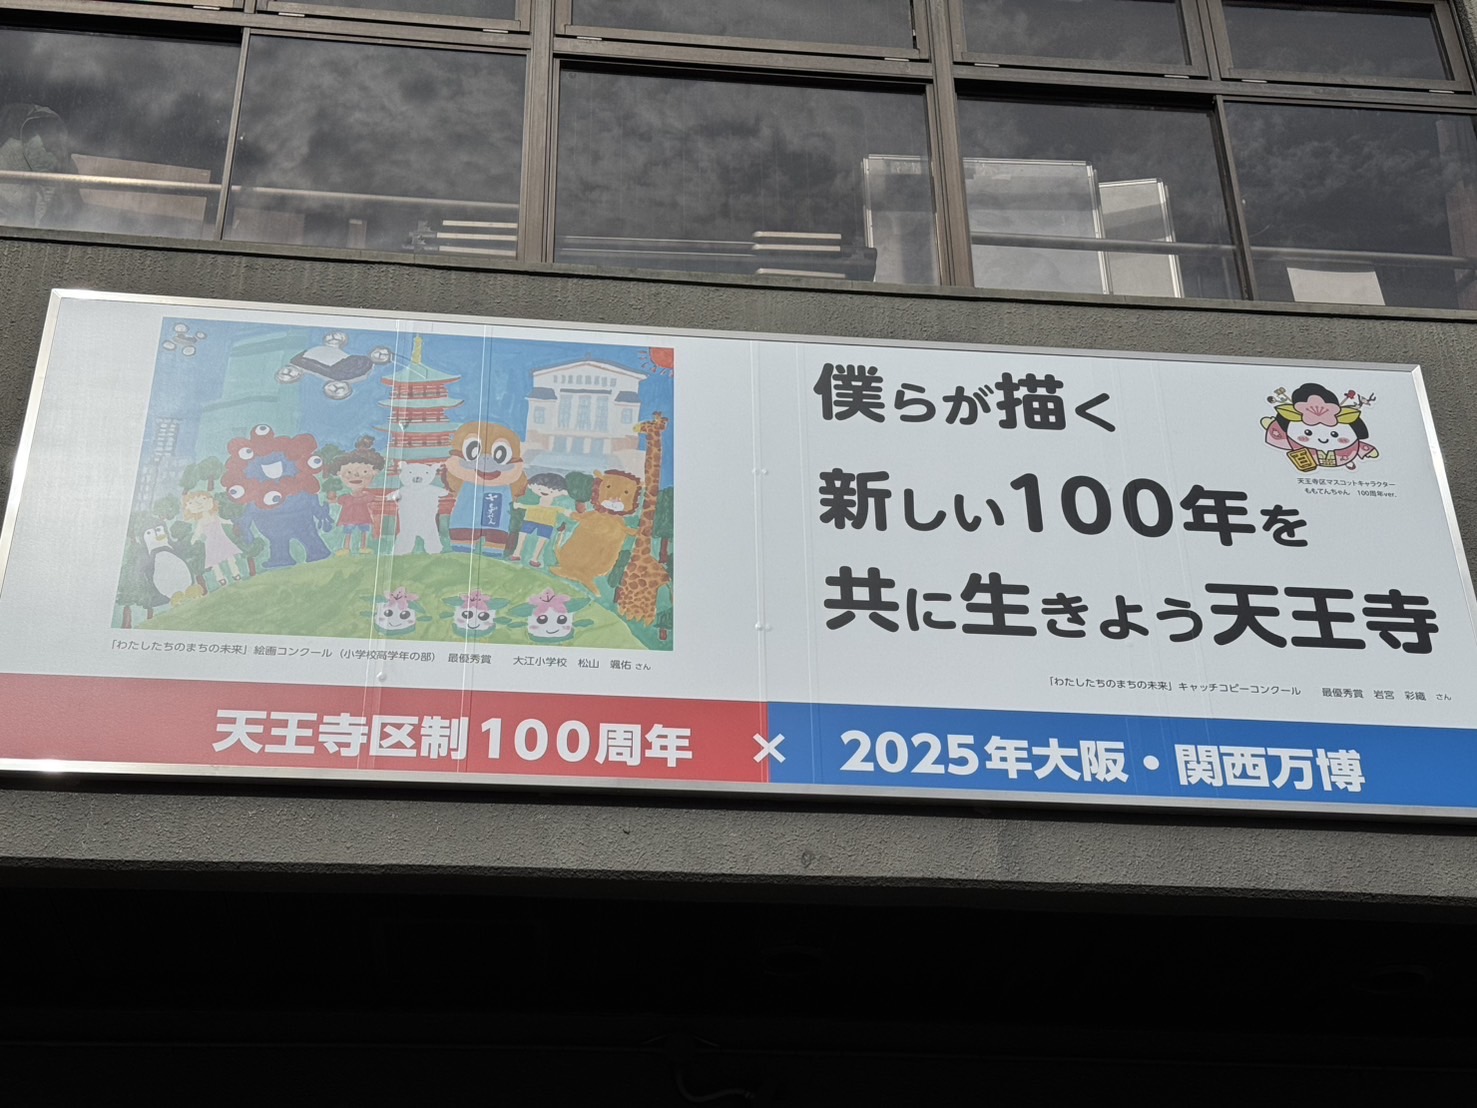 僕らが描く
新しい100年を
共に生きよう天王寺
天王寺区マスコットキャラクター
ももてんちゃん 100周年ver.
「わたしたちのまちの未来」絵画コンクール（小学校高学年の部） 最優秀賞 大江小学校 松山 颯佑さん
「わたしたちのまちの未来」キャッチコピーコンクール 最優秀賞 岩宮 彩織 さん
天王寺区制100周年 × 2025年大阪・関西万博